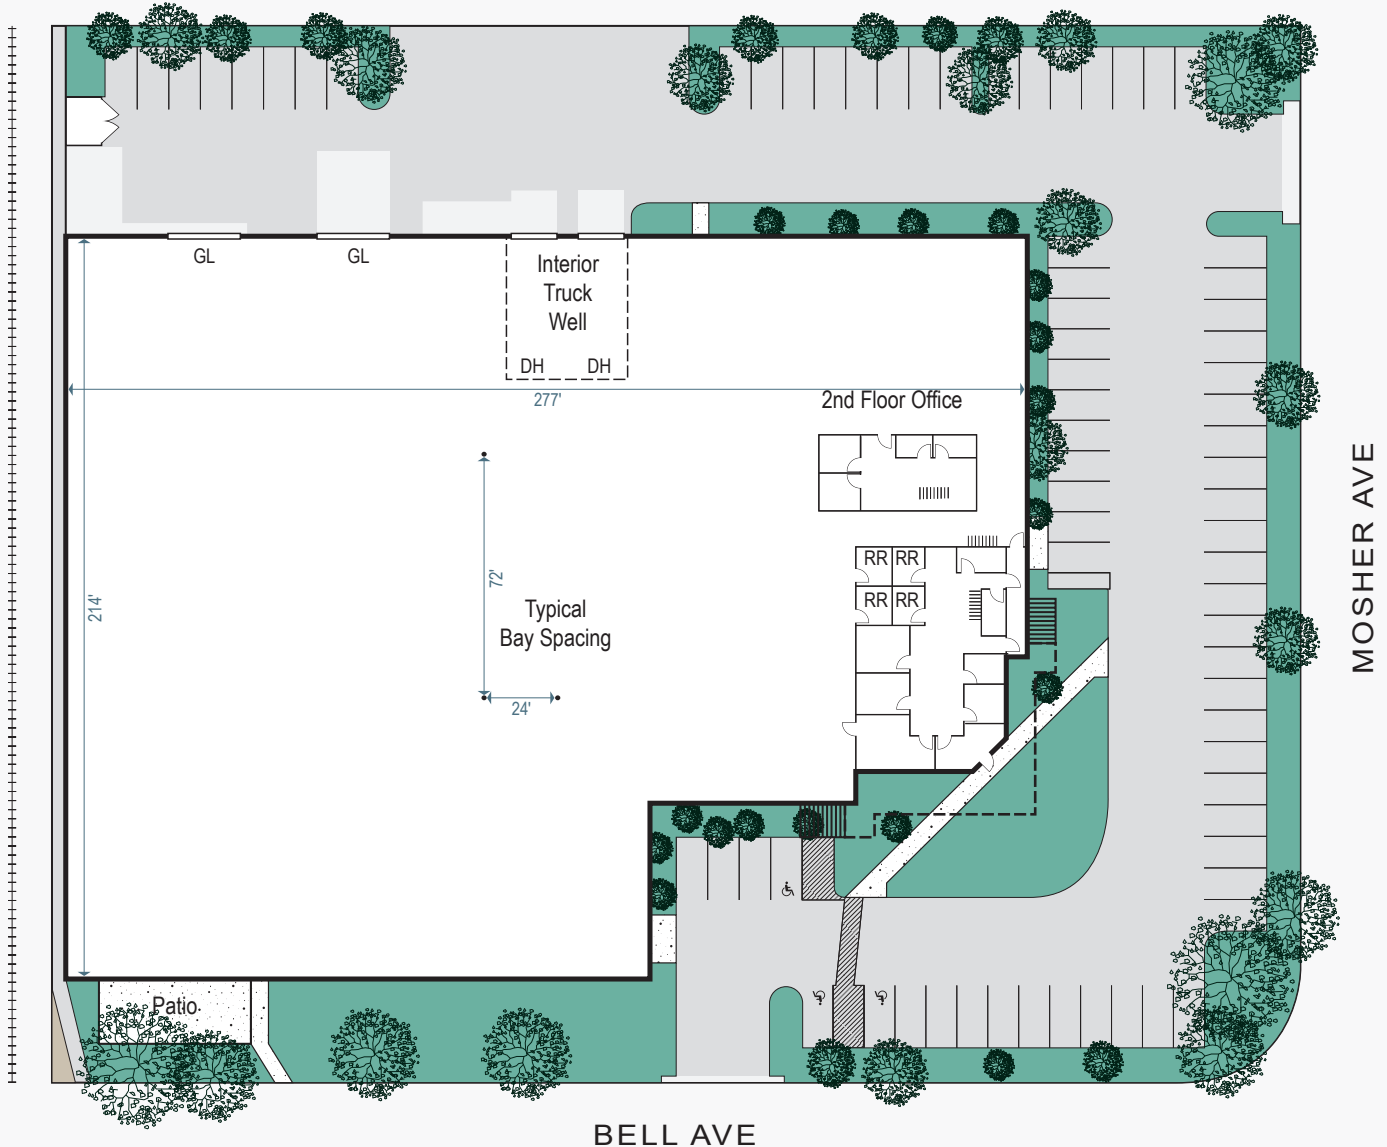 GL
GL
Interior
Truck
Well
DH
DH
277'
2nd Floor Office
MOSHER AVE
72'
214'
Typical
Bay Spacing
24'
RR
RR
RR
RR
Patio
BELL AVE